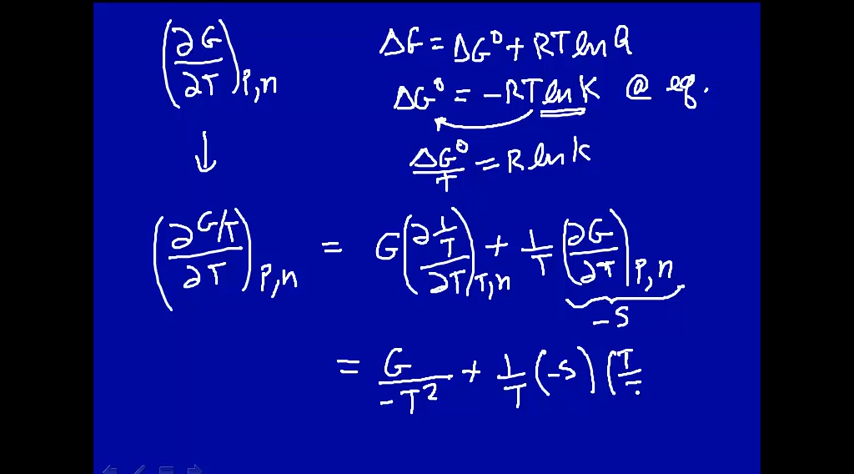 (∂G/∂T)P,n
ΔG = ΔG° + RT ln Q
ΔG° = -RT ln K @ eq.
↓
ΔG°/T = R ln K
(∂ G/T / ∂T)P,n = G (∂ 1/T / ∂T)T,n + 1/T (∂G/∂T)P,n
-S
= G/-T² + 1/T (-S) (T/